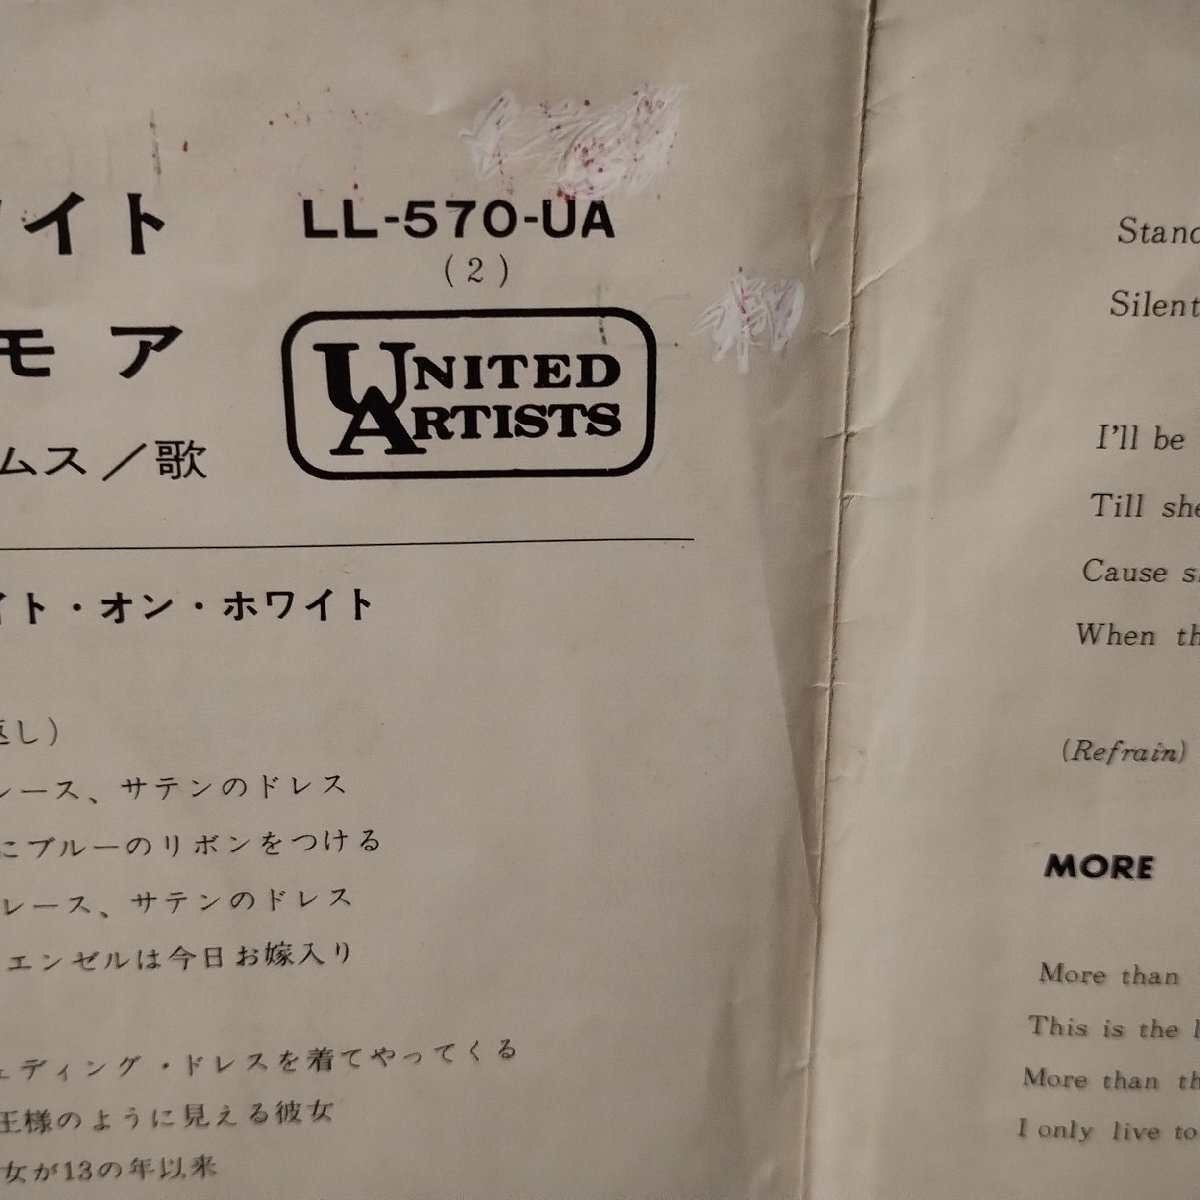 イト
LL-570-UA
(2)
モア
UNITED
ARTISTS
ムス／歌
イト・オン・ホワイト
返し）
レース、サテンのドレス
にブルーのリボンをつける
レース、サテンのドレス
エンゼルは今日お嫁入り
ェディング・ドレスを着てやってくる
王様のように見える彼女
女が13の年以来
Stand
Silent
I'll be
Till she
Cause s
When th
(Refrain)
MORE
More than
This is the l
More than th
I only live to